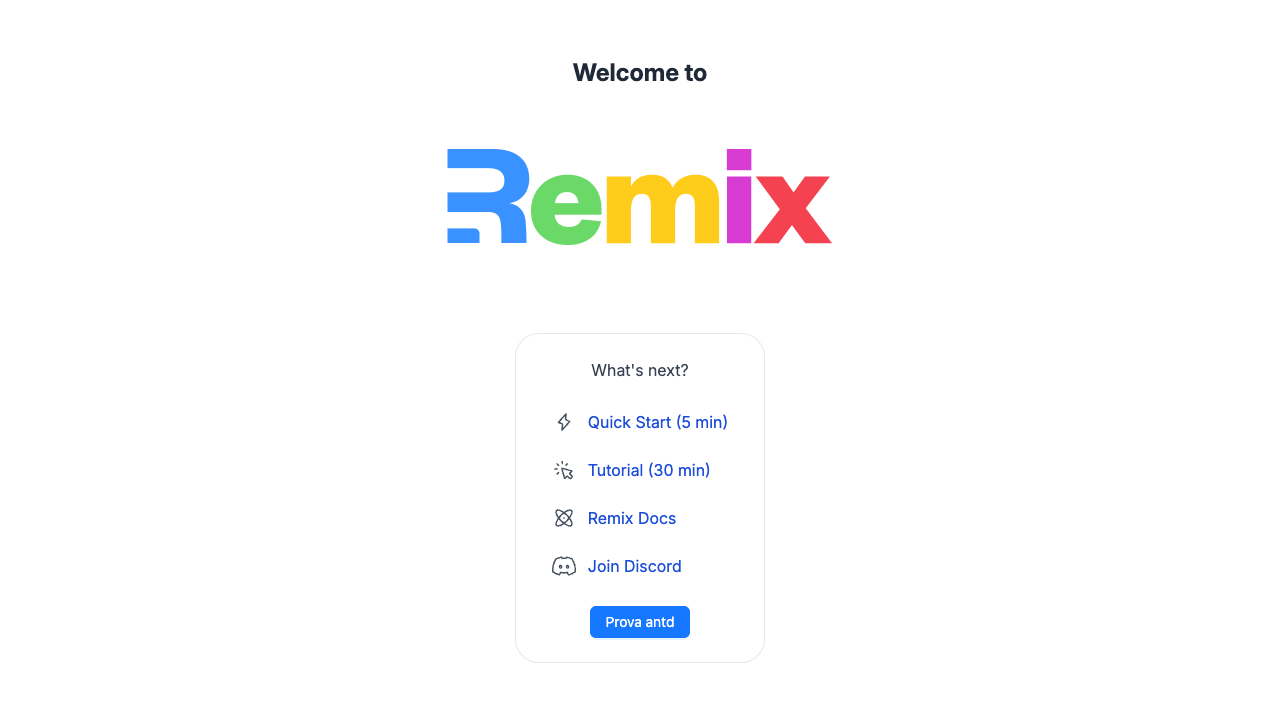 Welcome to
Remix
What's next?
Quick Start (5 min)
Tutorial (30 min)
Remix Docs
Join Discord
Prova antd